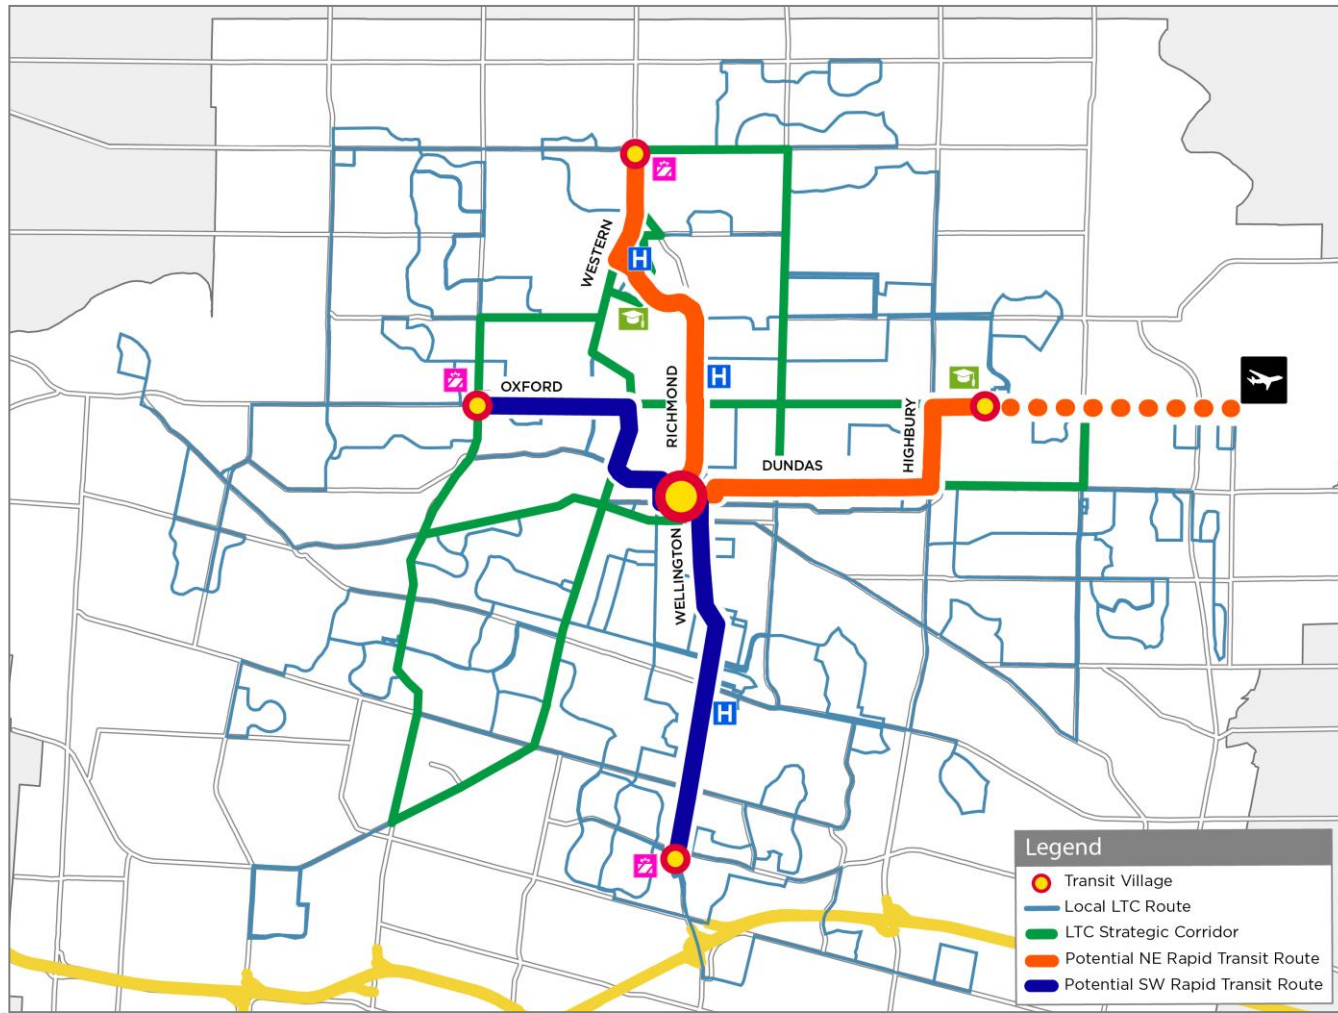 WESTERN
H
OXFORD
RICHMOND
H
HIGHBURY
DUNDAS
WELLINGTON
H
Legend
Transit Village
Local LTC Route
LTC Strategic Corridor
Potential NE Rapid Transit Route
Potential SW Rapid Transit Route